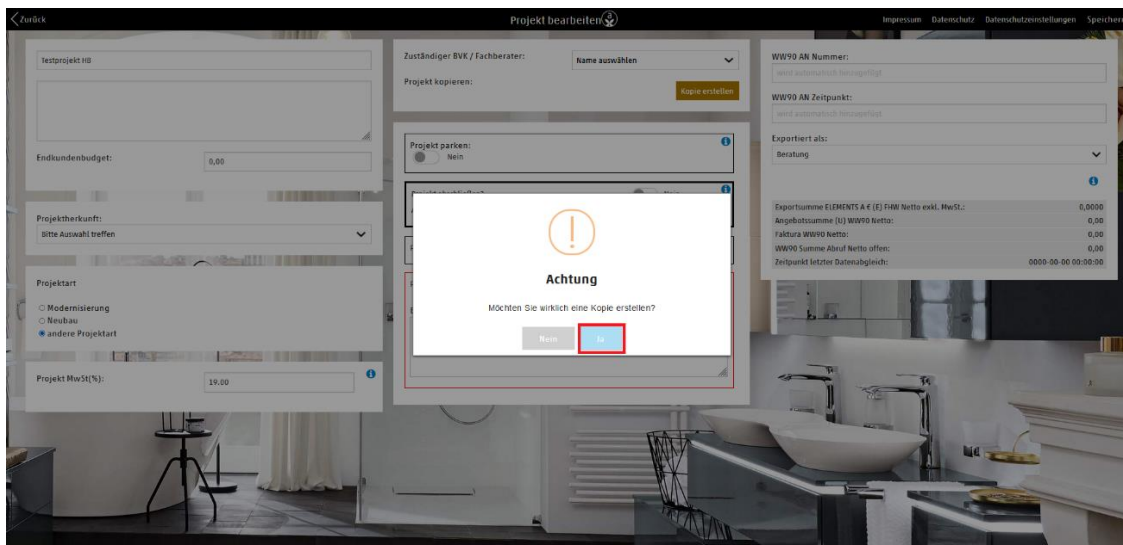 Zurück
Projekt bearbeiten
Impressum Datenschutz Datenschutzeinstellungen Speichern
Testprojekt HB
Endkundenbudget:
0,00
Projektherkunft:
Bitte Auswahl treffen
Projektart
Modernisierung
Neubau
andere Projektart
Projekt MwSt(%):
19.00
Zuständiger BVK / Fachberater:
Name auswählen
Projekt kopieren:
Kopie erstellen
Projekt parken:
Nein
Achtung
Möchten Sie wirklich eine Kopie erstellen?
Nein
Ja
WW90 AN Nummer:
wird automatisch hinzugefügt
WW90 AN Zeitpunkt:
wird automatisch hinzugefügt
Exportiert als:
Beratung
Exportsumme ELEMENTS A € (E) FHW Netto exkl. MwSt.: 0,0000
Angebotssumme (U) WW90 Netto: 0,00
Faktura WW90 Netto: 0,00
WW90 Summe Abruf Netto offen: 0,00
Zeitpunkt letzter Datenabgleich: 0000-00-00 00:00:00